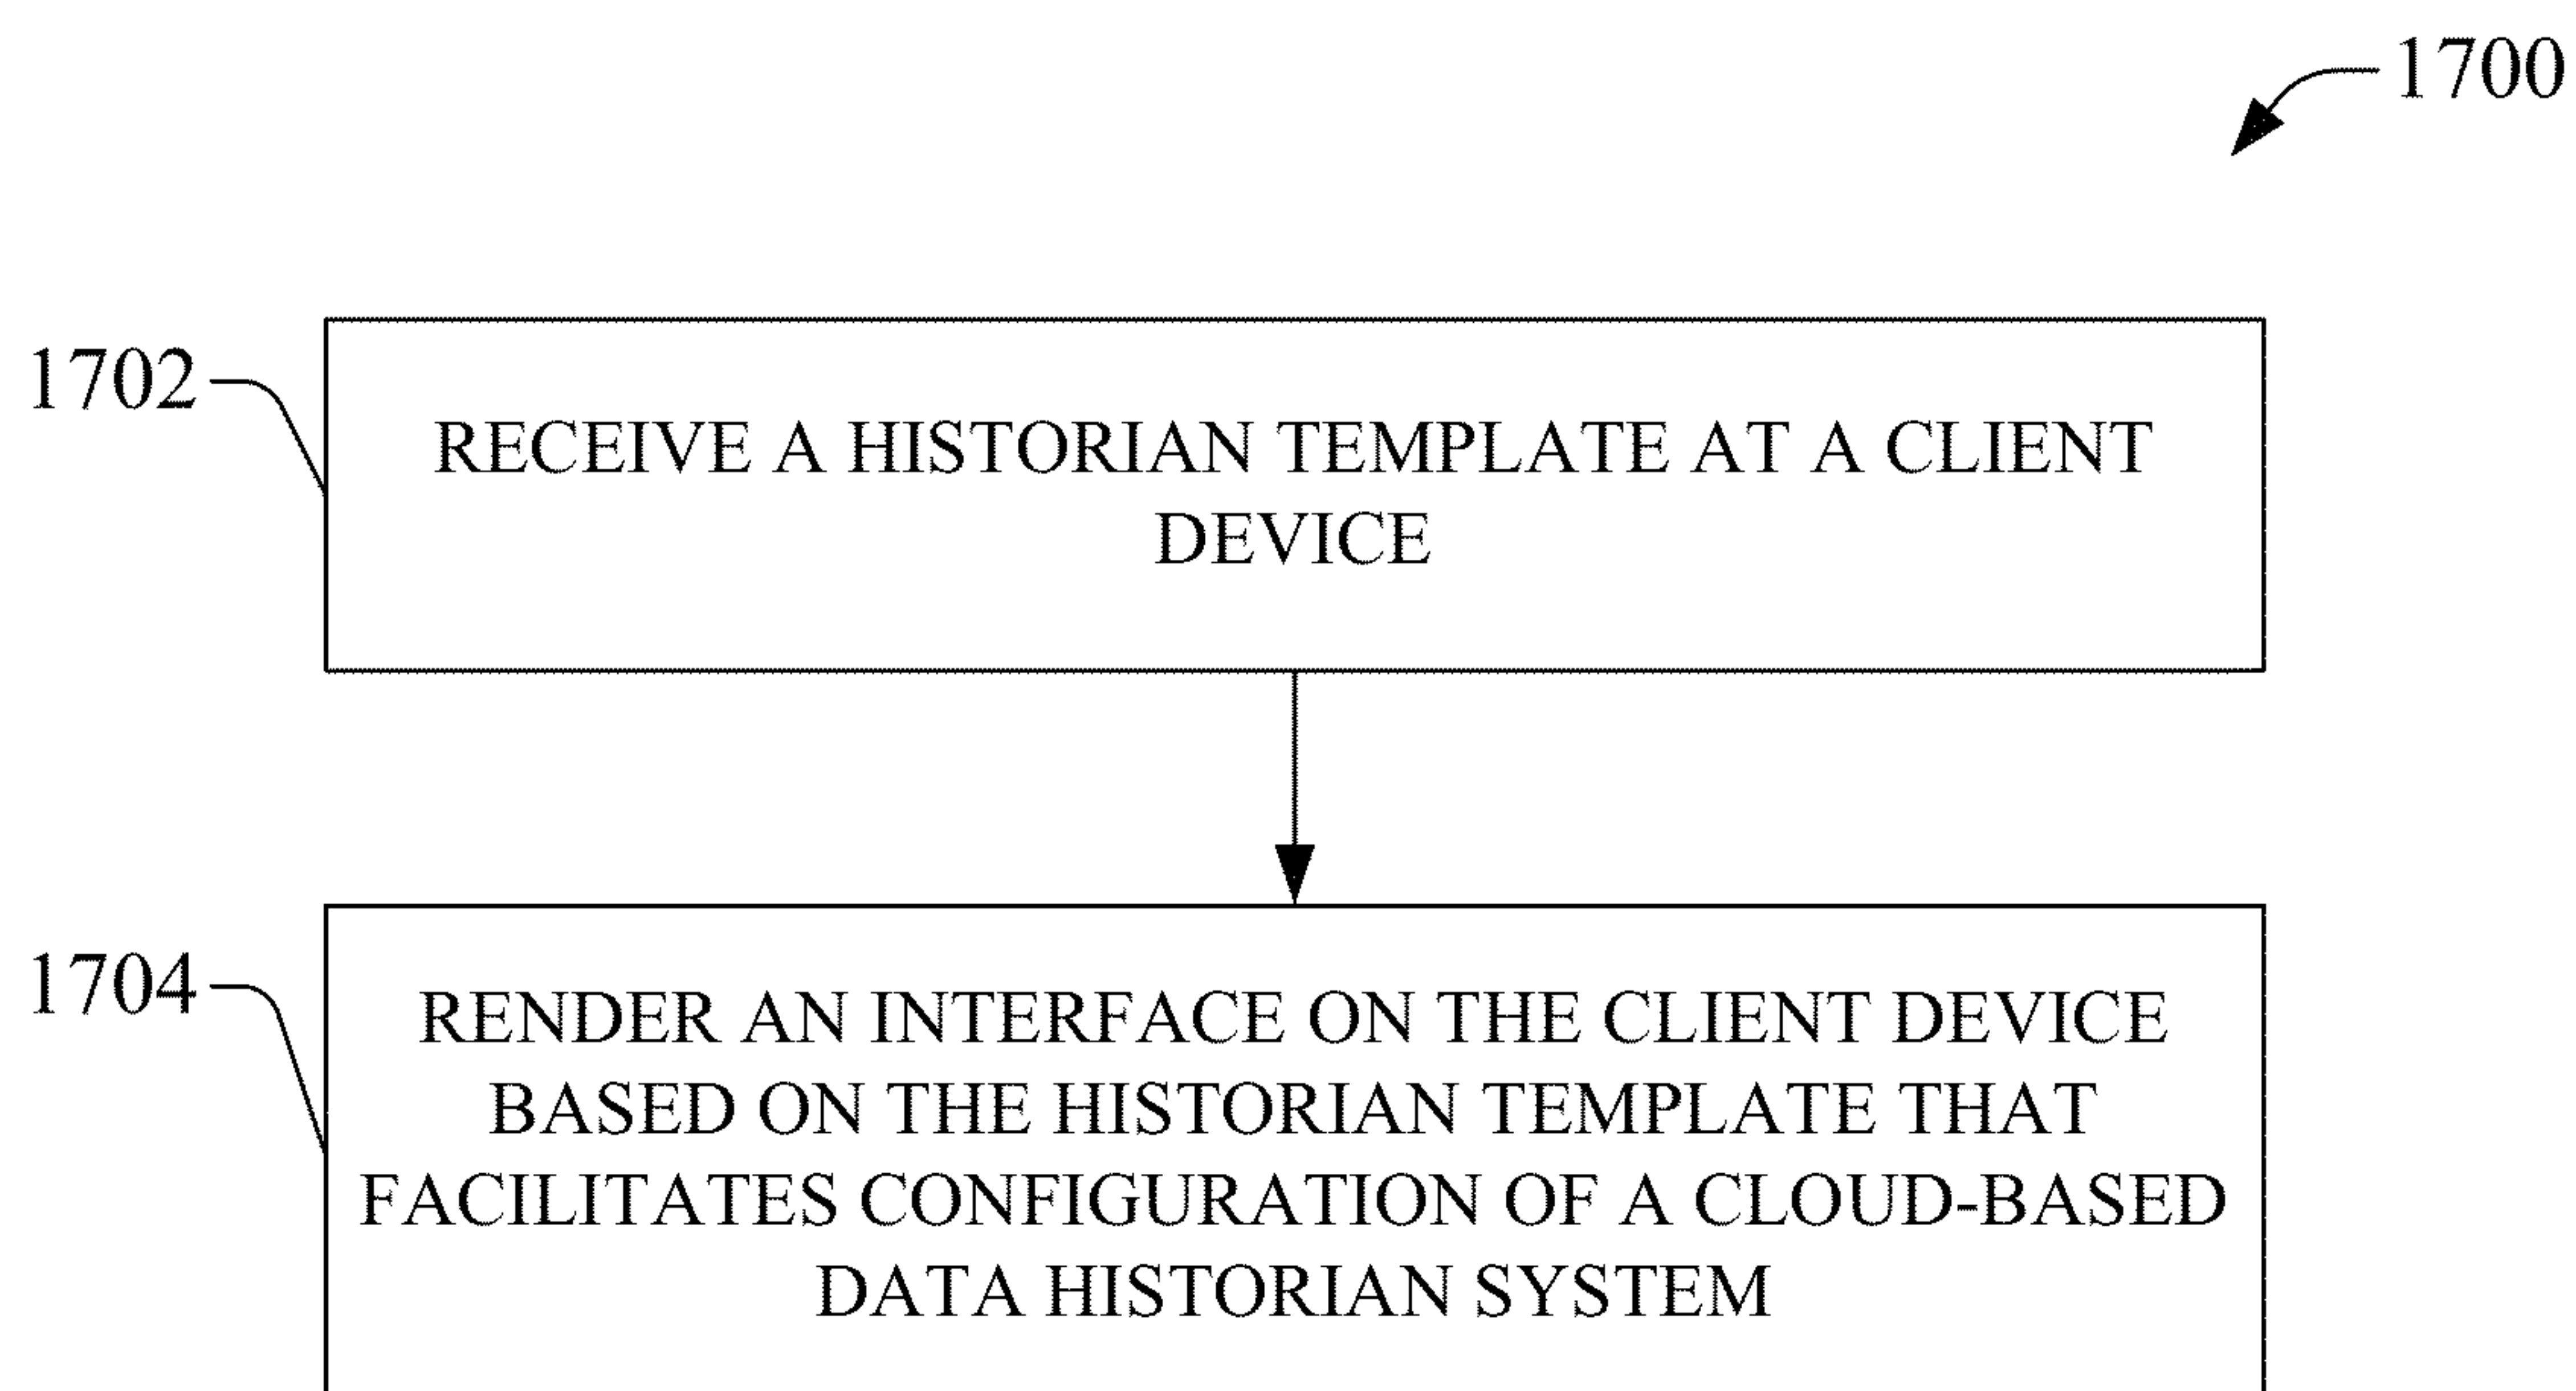 1700
1702
RECEIVE A HISTORIAN TEMPLATE AT A CLIENT
DEVICE
1704
RENDER AN INTERFACE ON THE CLIENT DEVICE
BASED ON THE HISTORIAN TEMPLATE THAT
FACILITATES CONFIGURATION OF A CLOUD-BASED
DATA HISTORIAN SYSTEM